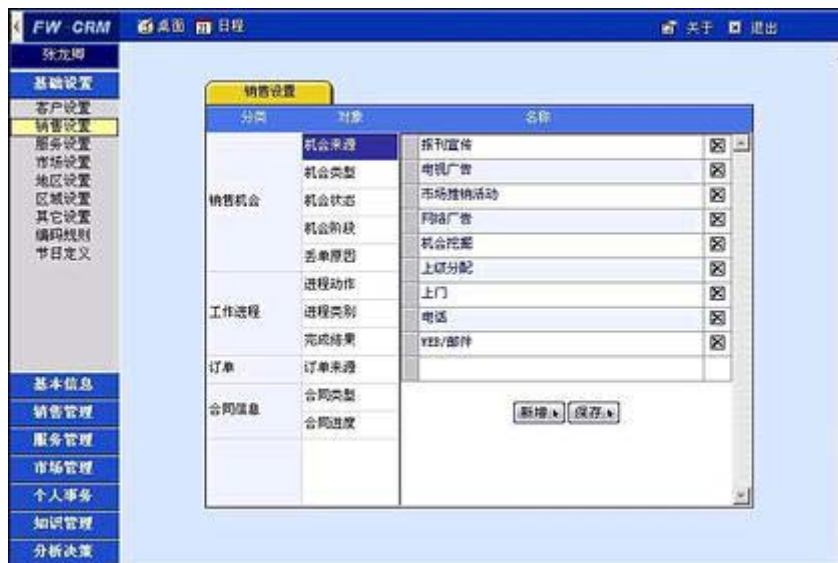 FW-CRM 桌面 日程 关于 退出
张龙卿
基础设置
客户设置
销售设置
服务设置
市场设置
地区设置
区域设置
其它设置
编码规则
节日定义
基本信息
销售管理
服务管理
市场管理
个人事务
知识管理
分析决策
销售设置
分类 对象 名称
销售机会
机会来源
机会类型
机会状态
机会阶段
丢单原因
工作进程
进程动作
进程类别
完成结果
订单
订单来源
合同信息
合同类型
合同进度
报刊宣传
电视广告
市场推销活动
网络广告
机会挖掘
上级分配
上门
电话
WEB/邮件
新增 保存